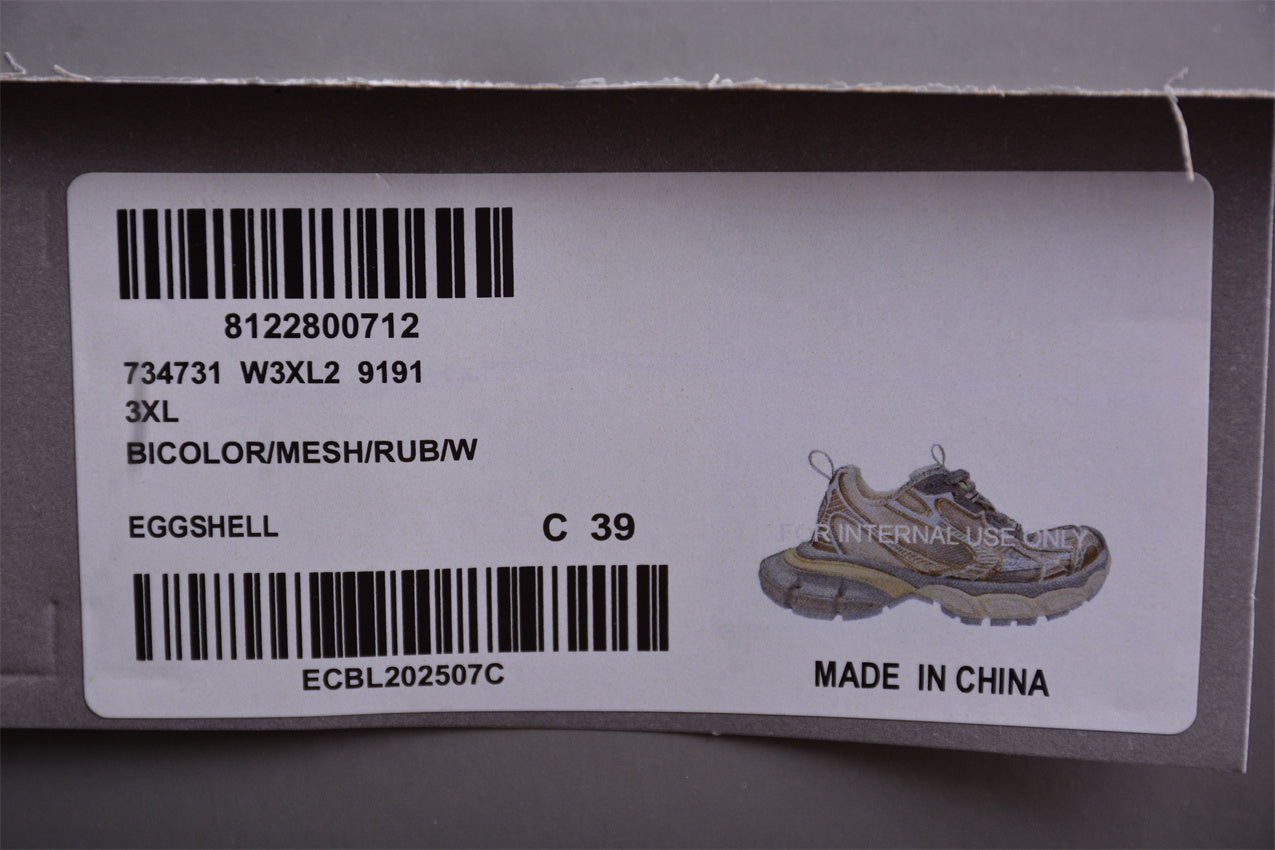 8122800712
734731 W3XL2 9191
3XL
BICOLOR/MESH/RUB/W
EGGSHELL C 39
FOR INTERNAL USE ONLY
ECBL202507C
MADE IN CHINA